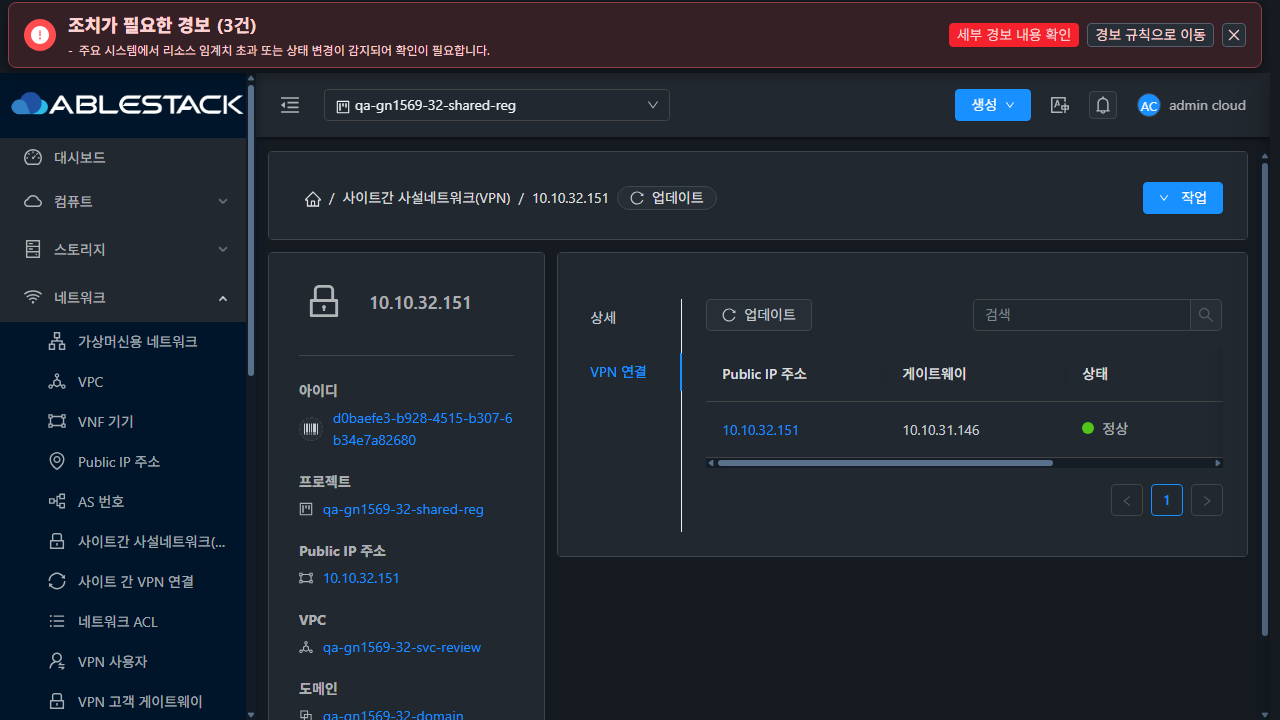 조치가 필요한 경보 (3건)
- 주요 시스템에서 리소스 임계치 초과 또는 상태 변경이 감지되어 확인이 필요합니다.
세부 경보 내용 확인
경보 규칙으로 이동
ABLESTACK
qa-gn1569-32-shared-reg
생성
AC
admin cloud
대시보드
컴퓨트
스토리지
네트워크
가상머신용 네트워크
VPC
VNF 기기
Public IP 주소
AS 번호
사이트간 사설네트워크(...
사이트 간 VPN 연결
네트워크 ACL
VPN 사용자
VPN 고객 게이트웨이
/ 사이트간 사설네트워크(VPN) / 10.10.32.151
업데이트
작업
10.10.32.151
아이디
d0baefe3-b928-4515-b307-6
b34e7a82680
프로젝트
qa-gn1569-32-shared-reg
Public IP 주소
10.10.32.151
VPC
qa-gn1569-32-svc-review
도메인
qa-gn1569-32-domain
상세
VPN 연결
업데이트
검색
Public IP 주소 게이트웨이 상태
10.10.32.151 10.10.31.146 정상
1